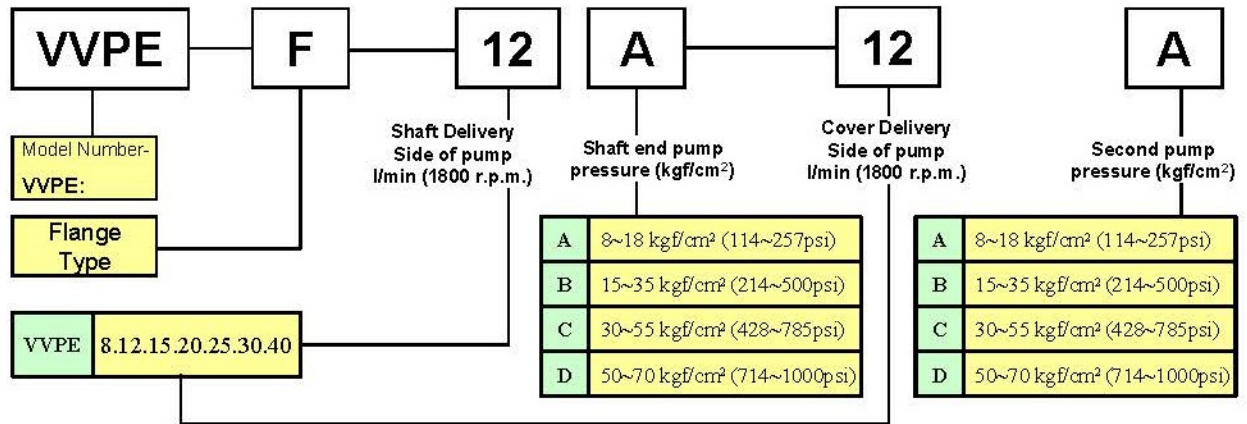 VVPE F 12 A 12 A
Model Number-
VVPE:
Flange
Type
VVPE 8.12.15.20.25.30.40
Shaft Delivery
Side of pump
l/min (1800 r.p.m.)
Shaft end pump
pressure (kgf/cm²)
Cover Delivery
Side of pump
l/min (1800 r.p.m.)
Second pump
pressure (kgf/cm²)
A 8~18 kgf/cm² (114~257psi)
B 15~35 kgf/cm² (214~500psi)
C 30~55 kgf/cm² (428~785psi)
D 50~70 kgf/cm² (714~1000psi)
A 8~18 kgf/cm² (114~257psi)
B 15~35 kgf/cm² (214~500psi)
C 30~55 kgf/cm² (428~785psi)
D 50~70 kgf/cm² (714~1000psi)